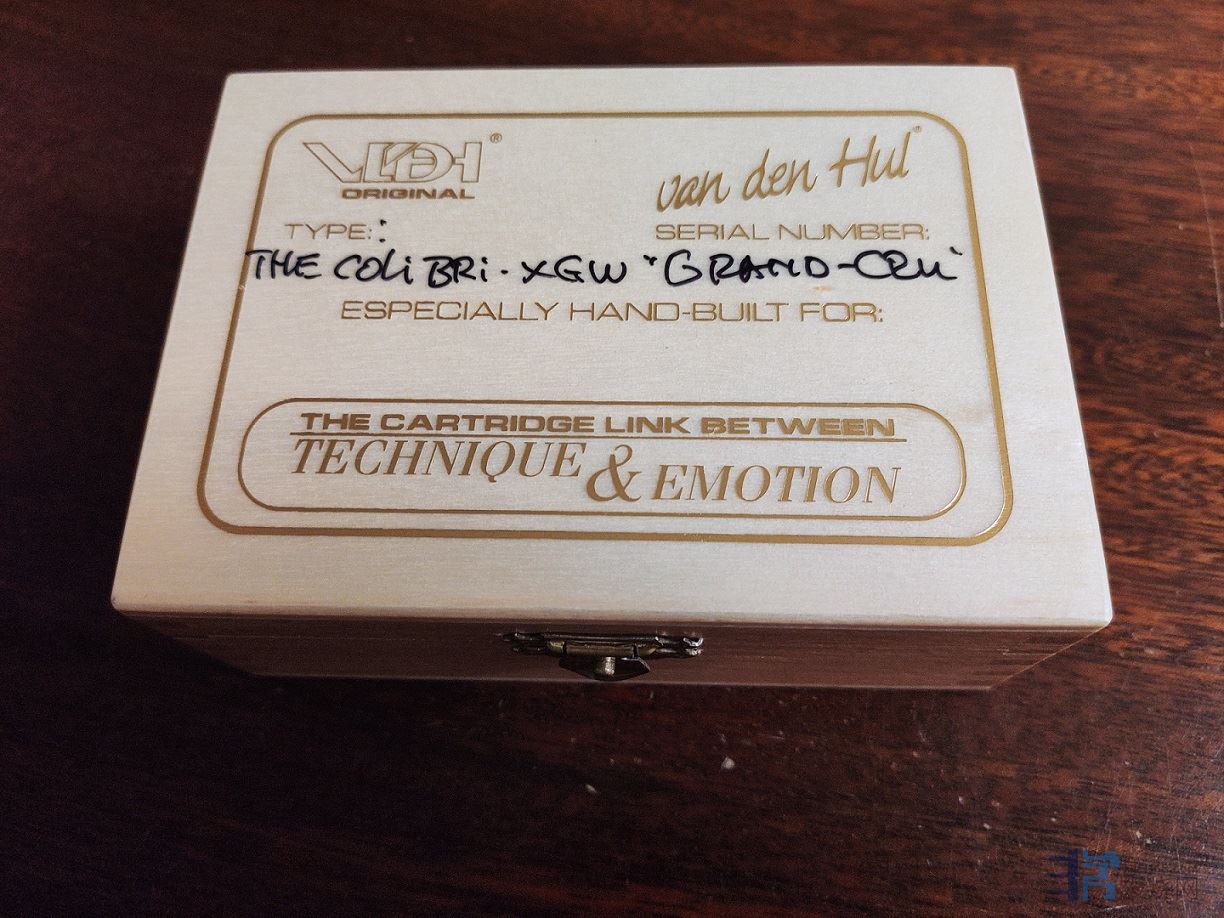 VDH® van den Hul®
ORIGINAL
TYPE: SERIAL NUMBER:
THE COLiBRi · XGW "GRAND-CRU"
ESPECIALLY HAND-BUILT FOR:
THE CARTRIDGE LINK BETWEEN
TECHNIQUE & EMOTION